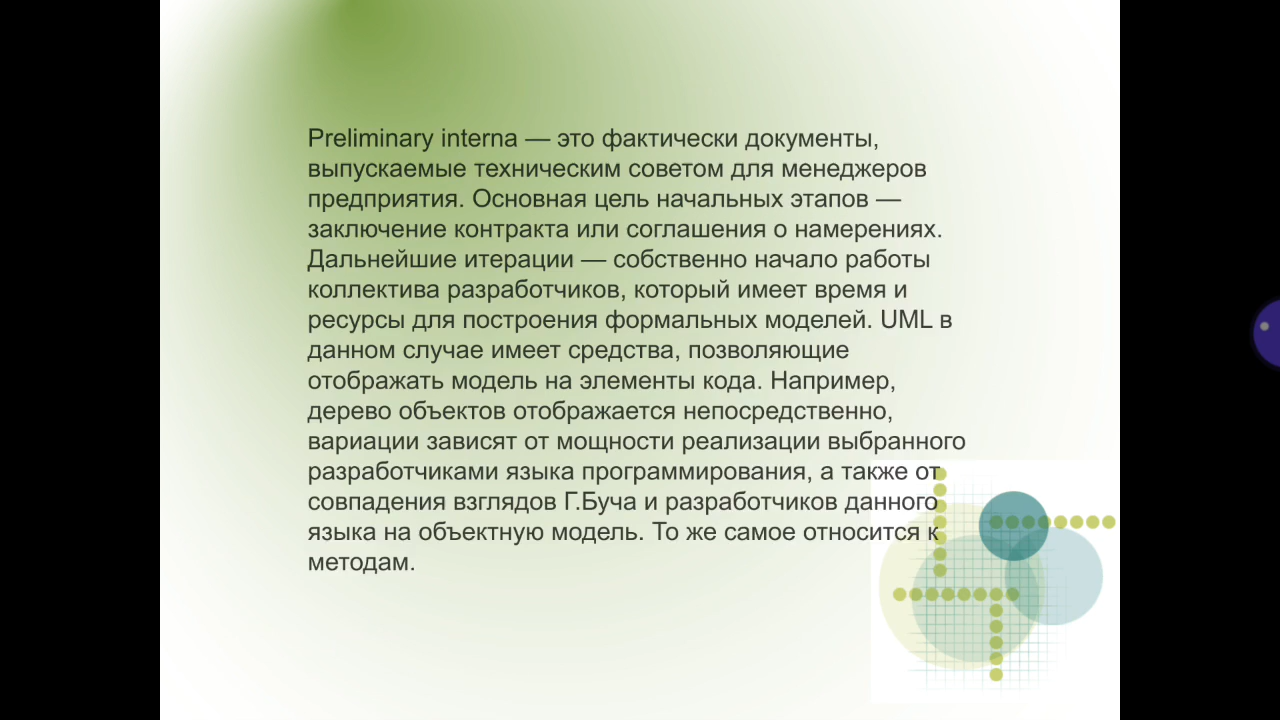 Preliminary interna — это фактически документы,
выпускаемые техническим советом для менеджеров
предприятия. Основная цель начальных этапов —
заключение контракта или соглашения о намерениях.
Дальнейшие итерации — собственно начало работы
коллектива разработчиков, который имеет время и
ресурсы для построения формальных моделей. UML в
данном случае имеет средства, позволяющие
отображать модель на элементы кода. Например,
дерево объектов отображается непосредственно,
вариации зависят от мощности реализации выбранного
разработчиками языка программирования, а также от
совпадения взглядов Г.Буча и разработчиков данного
языка на объектную модель. То же самое относится к
методам.